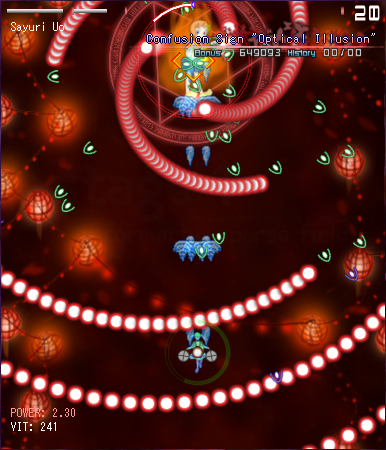 20
Sayuri Uo
Confusion Sign "Optical Illusion"
Bonus 649093 History 00/00
POWER: 2.30
VIT: 241